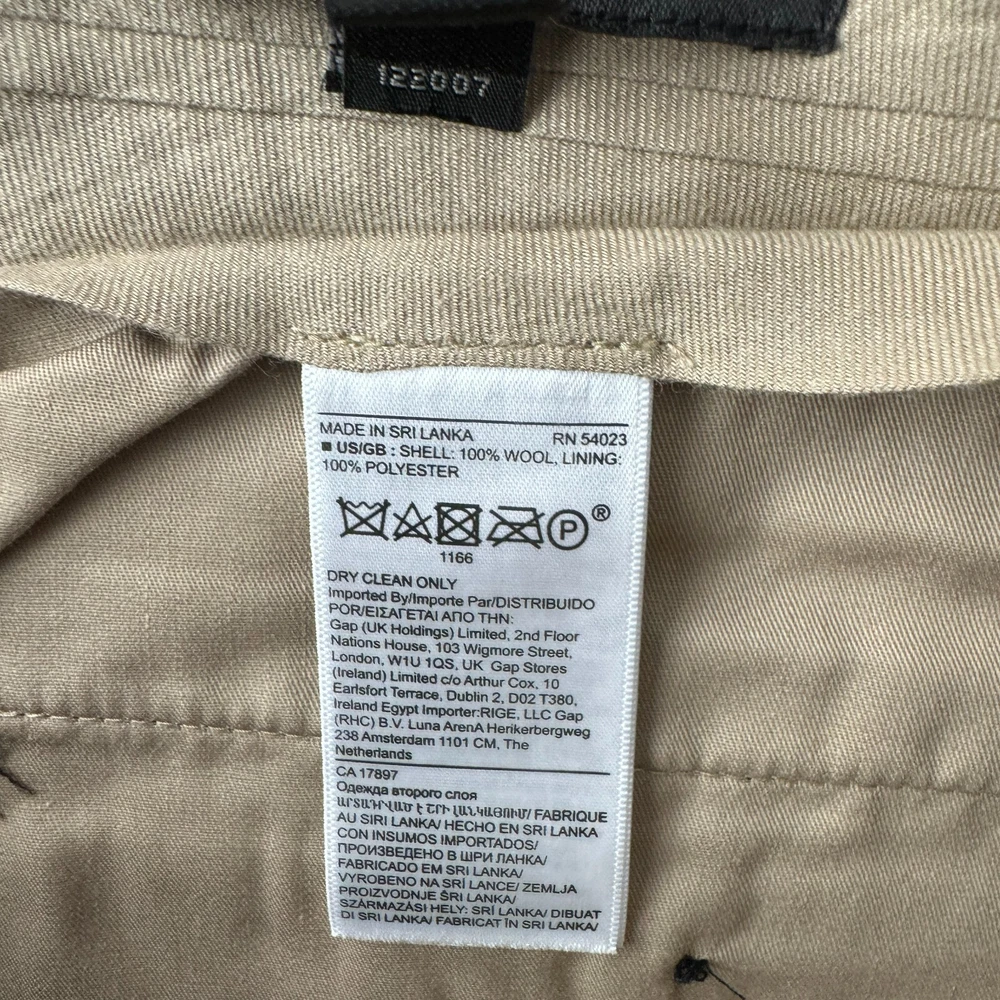 122007
MADE IN SRI LANKA RN 54023
■ US/GB : SHELL: 100% WOOL, LINING:
100% POLYESTER
P ®
1166
DRY CLEAN ONLY
Imported By/Importe Par/DISTRIBUIDO
POR/ΕΙΣΑΓΕΤΑΙ ΑΠΟ ΤΗΝ:
Gap (UK Holdings) Limited, 2nd Floor
Nations House, 103 Wigmore Street,
London, W1U 1QS, UK Gap Stores
(Ireland) Limited c/o Arthur Cox, 10
Earlsfort Terrace, Dublin 2, D02 T380,
Ireland Egypt Importer:RIGE, LLC Gap
(RHC) B.V. Luna ArenA Herikerbergweg
238 Amsterdam 1101 CM, The
Netherlands
CA 17897
Одежда второго слоя
ԱՐՏԱԴՐՎԱԾ Է ՇՐԻ ԼԱՆԿԱՅՈՒՄ/ FABRIQUE
AU SIRI LANKA/ HECHO EN SRI LANKA
CON INSUMOS IMPORTADOS/
ПРОИЗВЕДЕНО В ШРИ ЛАНКА/
FABRICADO EM SRI LANKA/
VYROBENO NA SRÍ LANCE/ ZEMLJA
PROIZVODNJE ŠRI LANKA/
SZÁRMAZÁSI HELY: SRÍ LANKA/ DIBUAT
DI SRI LANKA/ FABRICAT ÎN SRI LANKA/